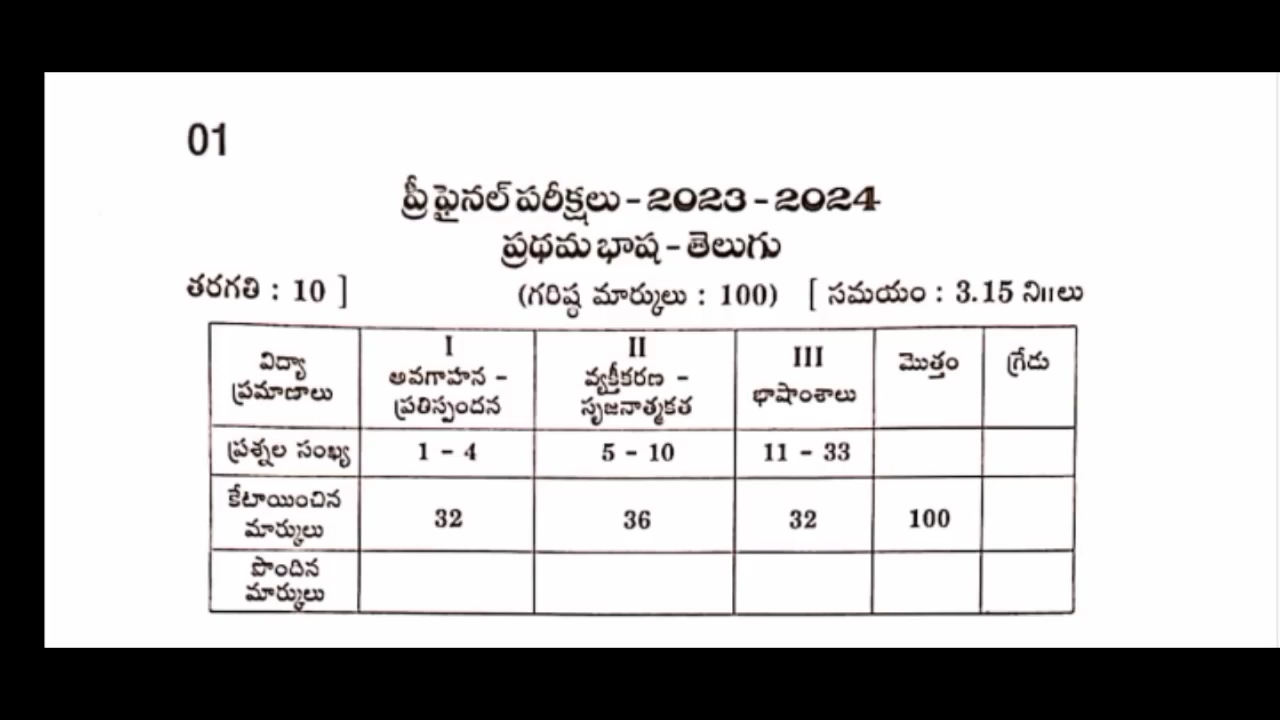 01
ప్రీ ఫైనల్ పరీక్షలు - 2023 - 2024
ప్రథమ భాష - తెలుగు
తరగతి : 10 ] (గరిష్ఠ మార్కులు : 100) [ సమయం : 3.15 ని॥లు
విద్యా ప్రమాణాలు
I అవగాహన - ప్రతిస్పందన
II వ్యక్తీకరణ - సృజనాత్మకత
III భాషాంశాలు
మొత్తం
గ్రేడు
ప్రశ్నల సంఖ్య 1 - 4 5 - 10 11 - 33
కేటాయించిన మార్కులు 32 36 32 100
పొందిన మార్కులు